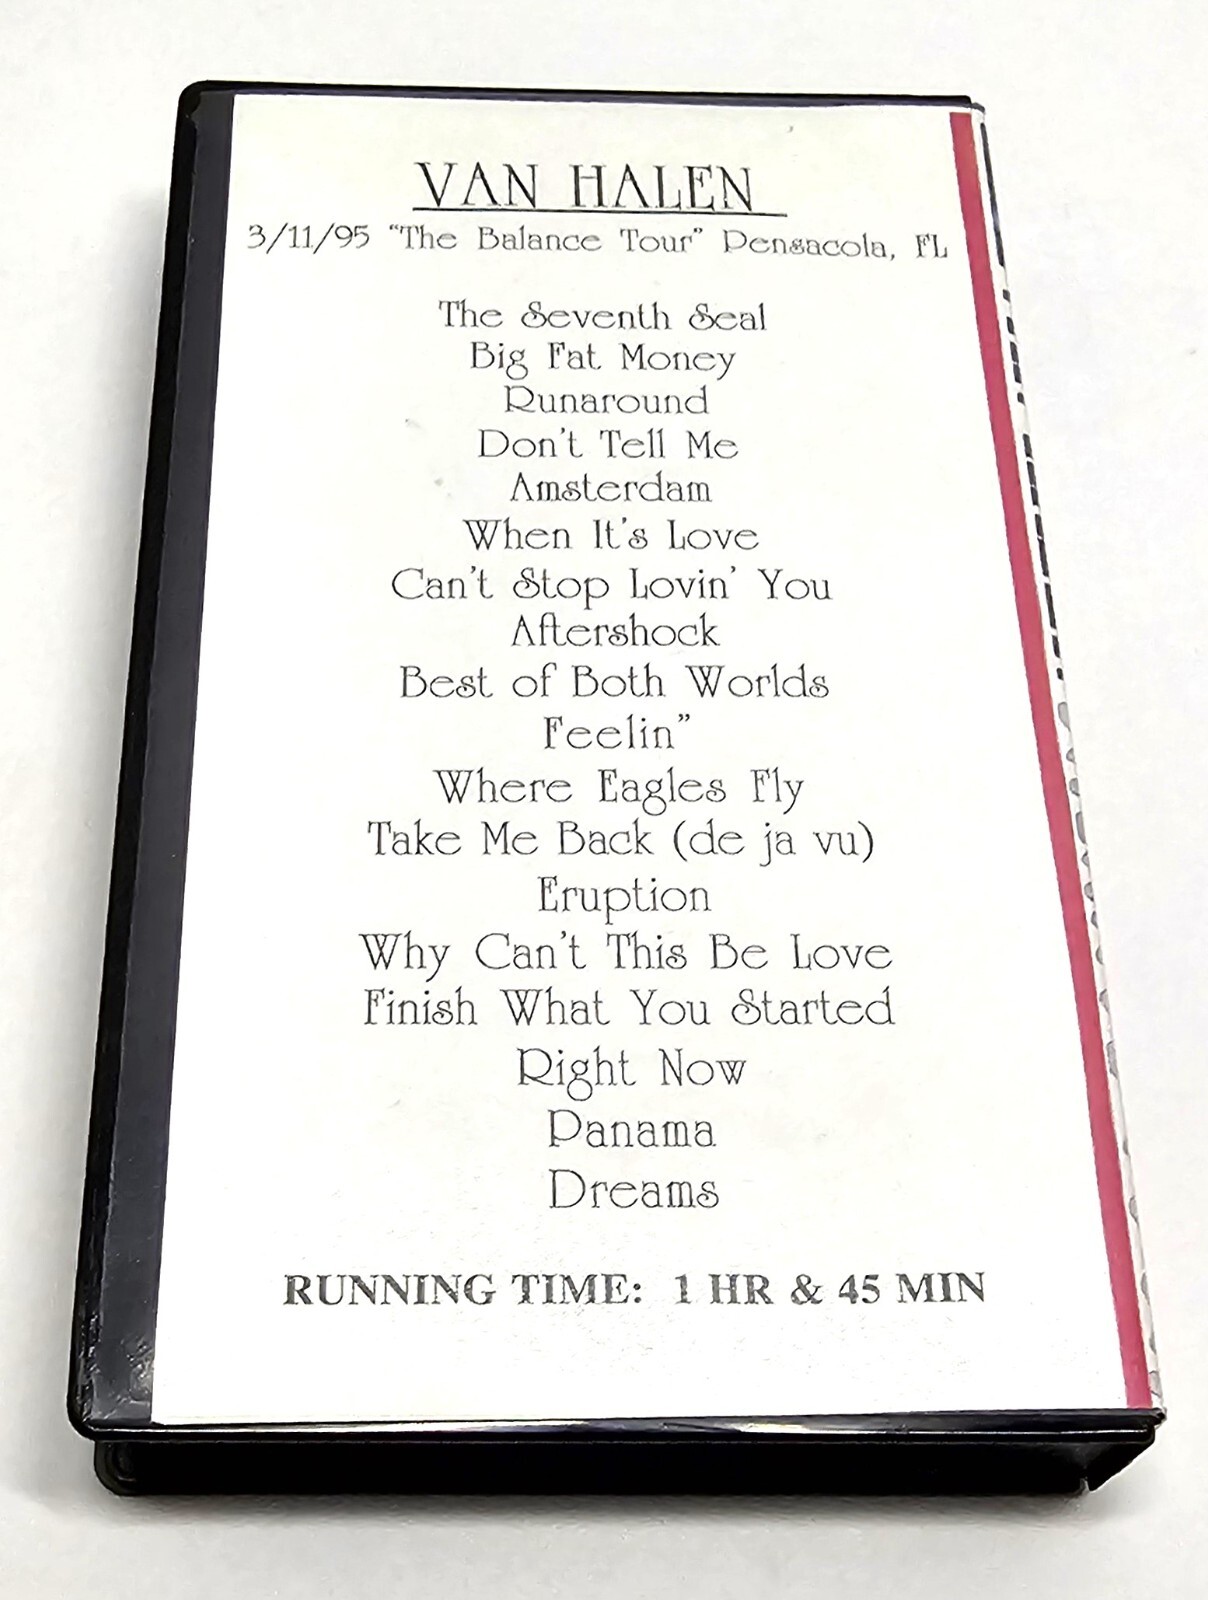 VAN HALEN
3/11/95 “The Balance Tour” Pensacola, FL
The Seventh Seal
Big Fat Money
Runaround
Don't Tell Me
Amsterdam
When It's Love
Can't Stop Lovin' You
Aftershock
Best of Both Worlds
Feelin”
Where Eagles Fly
Take Me Back (de ja vu)
Eruption
Why Can't This Be Love
Finish What You Started
Right Now
Panama
Dreams
RUNNING TIME: 1 HR & 45 MIN